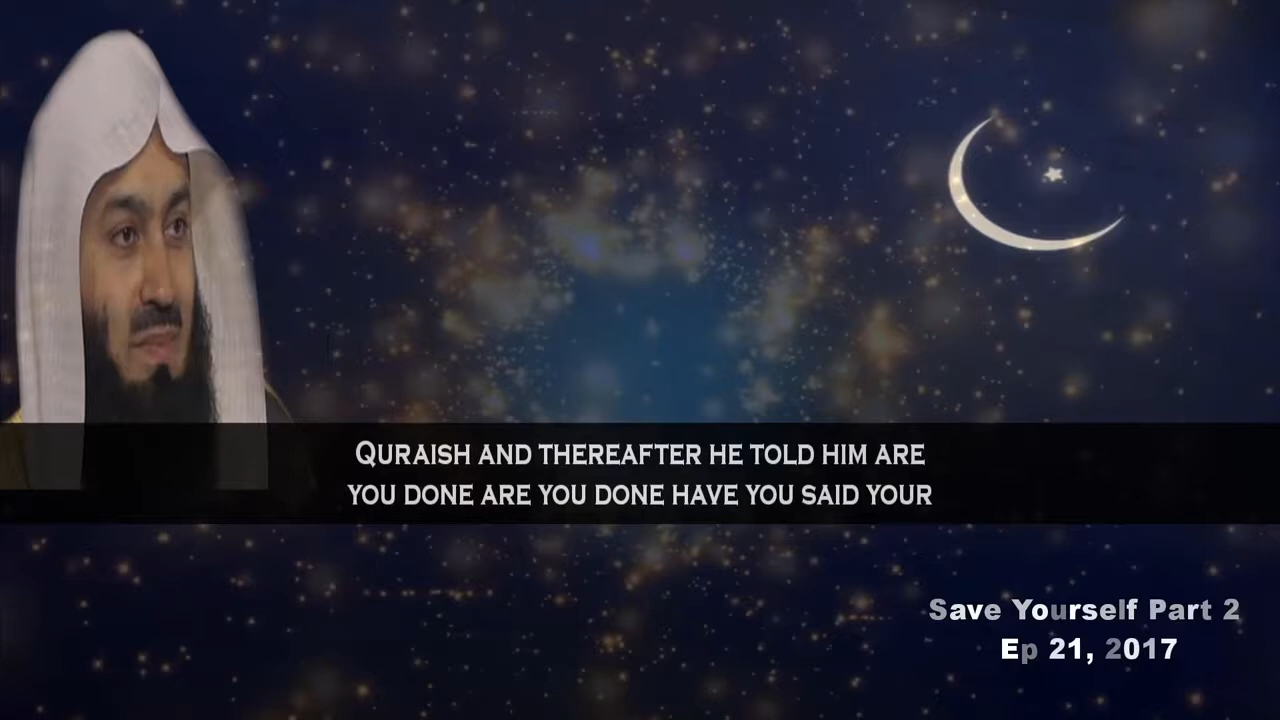 Quraish and thereafter he told him are
you done are you done have you said your
Save Yourself Part 2
Ep 21, 2017